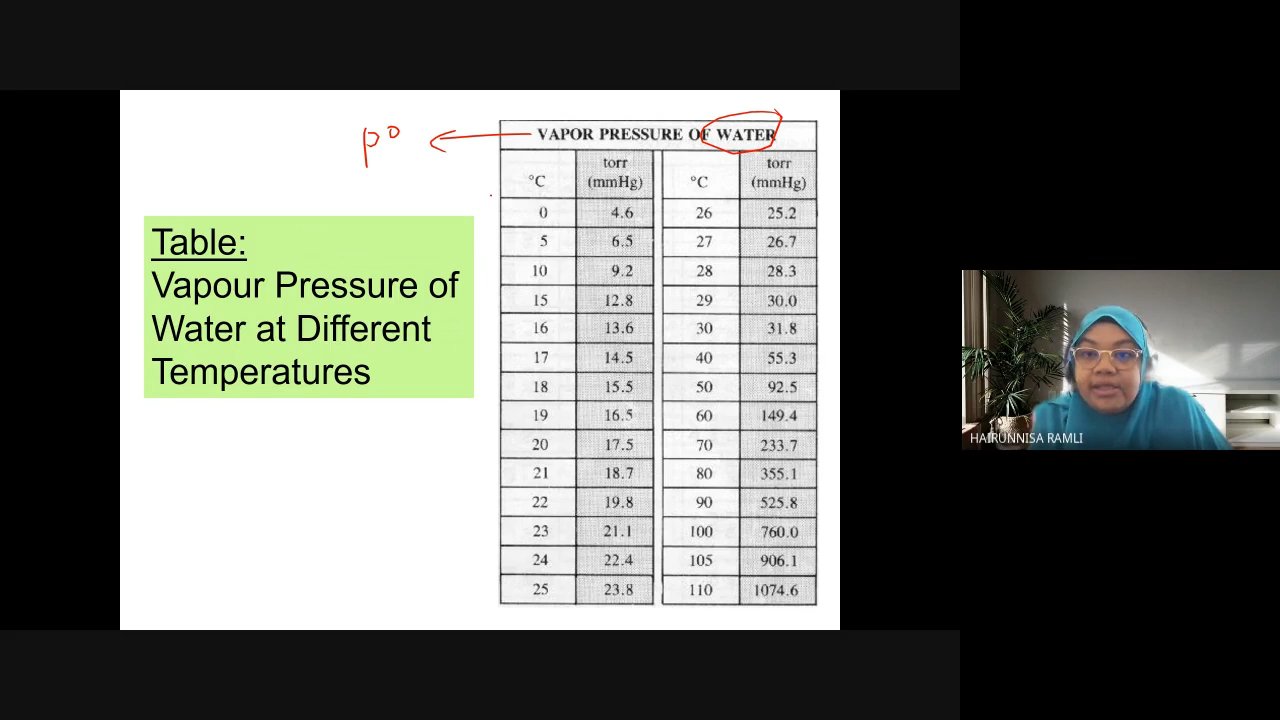 P°
VAPOR PRESSURE OF WATER
°C torr (mmHg) °C torr (mmHg)
0 4.6 26 25.2
5 6.5 27 26.7
10 9.2 28 28.3
15 12.8 29 30.0
16 13.6 30 31.8
17 14.5 40 55.3
18 15.5 50 92.5
19 16.5 60 149.4
20 17.5 70 233.7
21 18.7 80 355.1
22 19.8 90 525.8
23 21.1 100 760.0
24 22.4 105 906.1
25 23.8 110 1074.6
Table:
Vapour Pressure of
Water at Different
Temperatures
HAIRUNNISA RAMLI